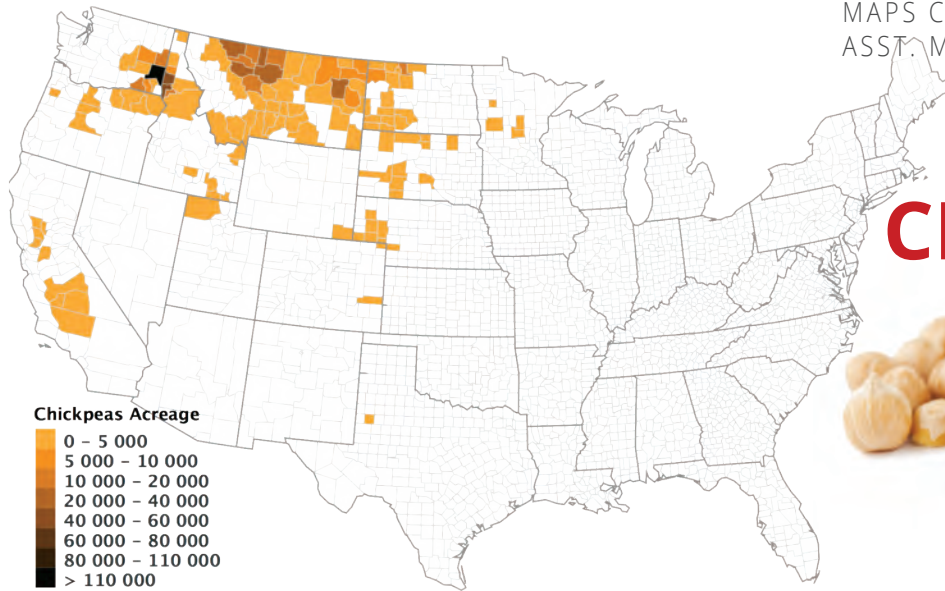 MAPS C
ASST. M
Chickpeas Acreage
0 – 5 000
5 000 – 10 000
10 000 – 20 000
20 000 – 40 000
40 000 – 60 000
60 000 – 80 000
80 000 – 110 000
> 110 000